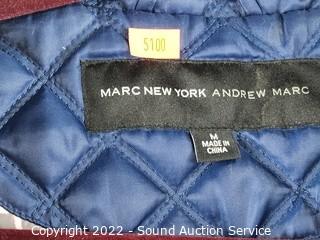 5100
MARC NEW YORK ANDREW MARC
M
MADE IN
CHINA
Copyright 2022 - Sound Auction Service